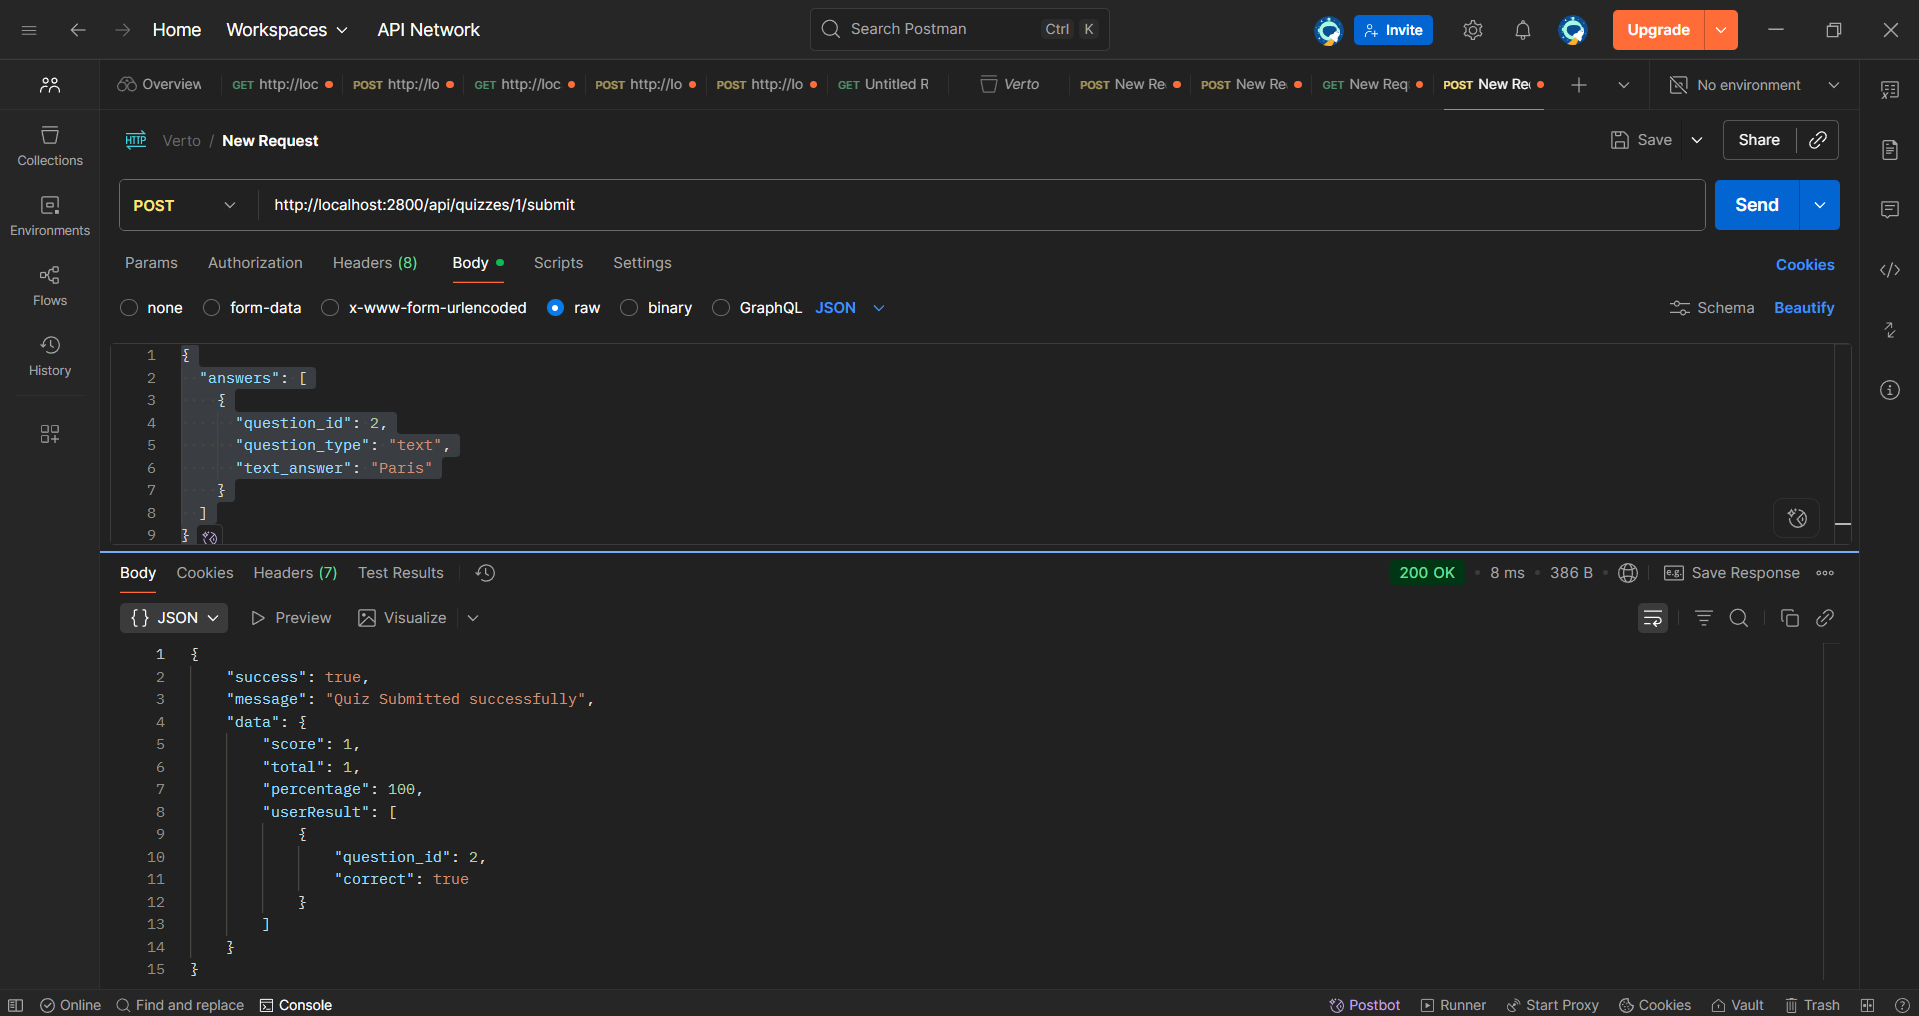 Home Workspaces API Network Search Postman Ctrl K Invite Upgrade
Overview GET http://loc POST http://lo GET http://loc POST http://lo POST http://lo GET Untitled R Verto POST New Re POST New Re GET New Req POST New Re No environment
Collections
Environments
Flows
History
HTTP Verto / New Request Save Share
POST http://localhost:2800/api/quizzes/1/submit Send
Params Authorization Headers (8) Body Scripts Settings Cookies
none form-data x-www-form-urlencoded raw binary GraphQL JSON Schema Beautify
1 {
2 "answers": [
3 {
4 "question_id": 2,
5 "question_type": "text",
6 "text_answer": "Paris"
7 }
8 ]
9 }
Body Cookies Headers (7) Test Results 200 OK • 8 ms • 386 B • e.g. Save Response
{} JSON Preview Visualize
1 {
2 "success": true,
3 "message": "Quiz Submitted successfully",
4 "data": {
5 "score": 1,
6 "total": 1,
7 "percentage": 100,
8 "userResult": [
9 {
10 "question_id": 2,
11 "correct": true
12 }
13 ]
14 }
15 }
Online Find and replace Console Postbot Runner Start Proxy Cookies Vault Trash